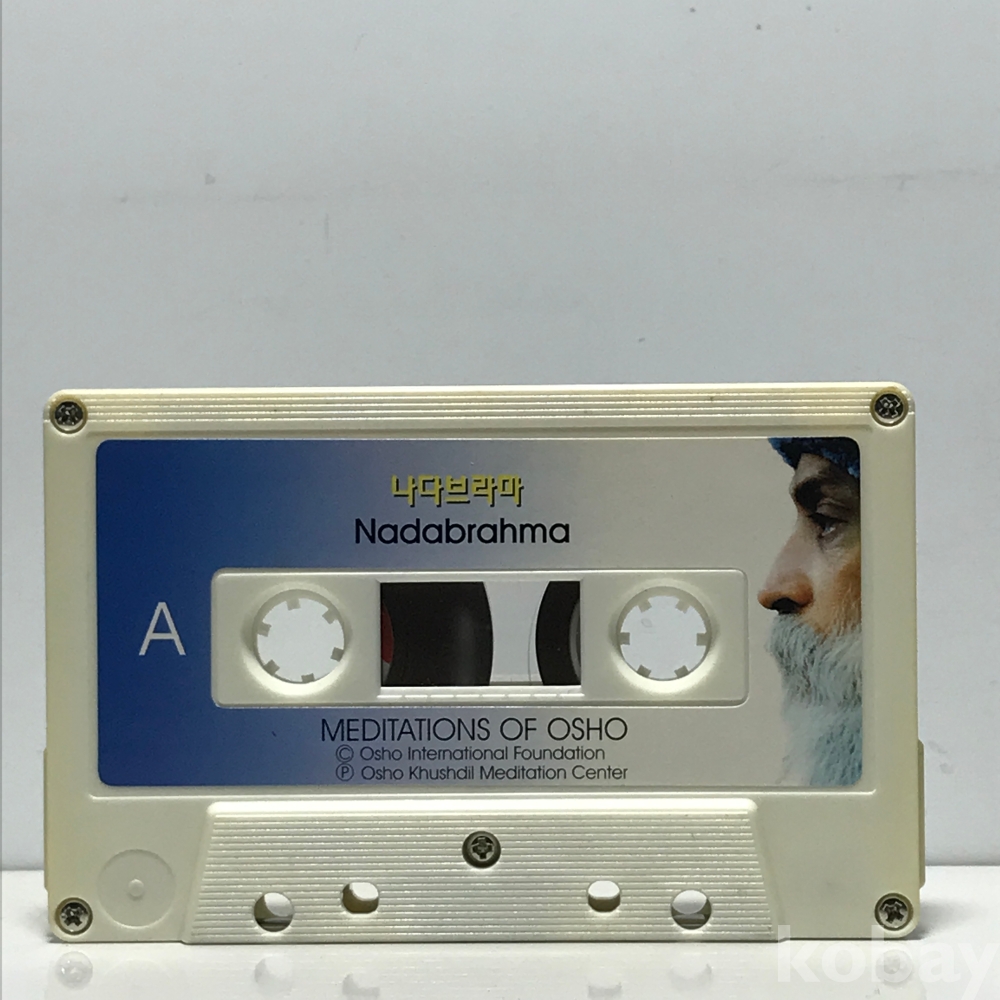 나다브라마
Nadabrahma
A
MEDITATIONS OF OSHO
© Osho International Foundation
℗ Osho Khushdil Meditation Center
kobay